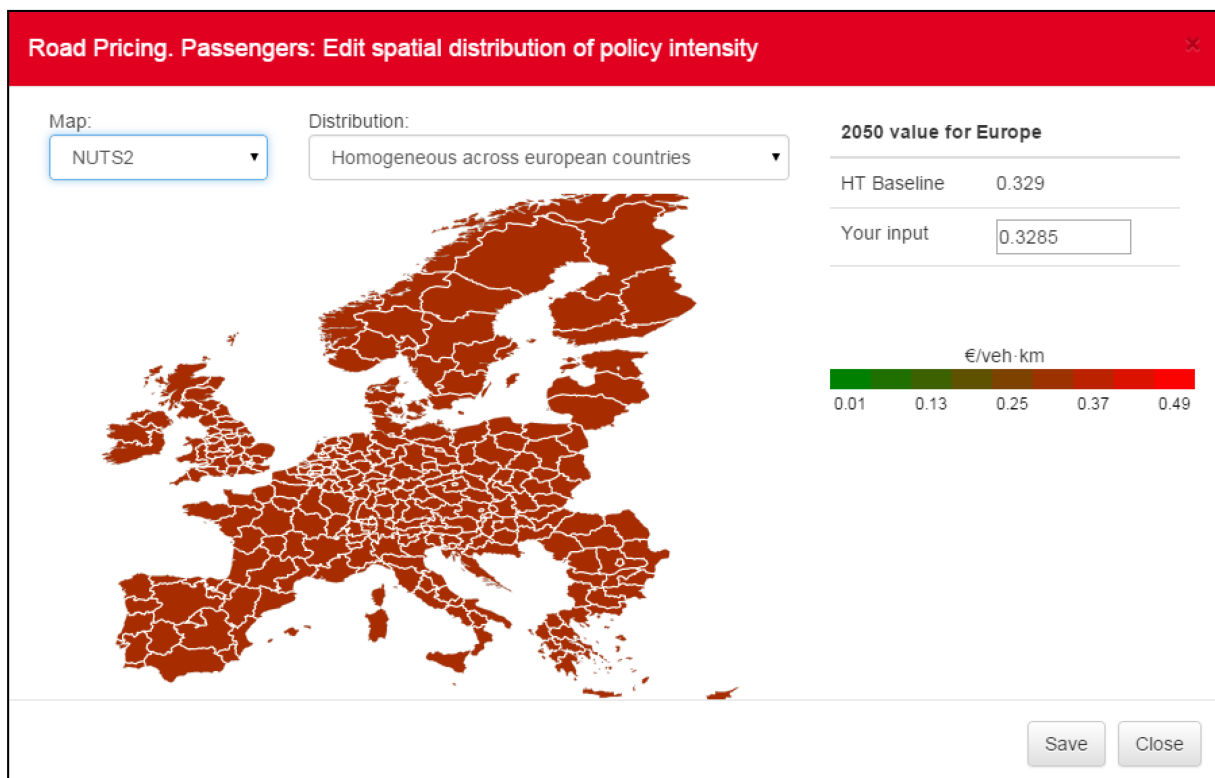 Road Pricing. Passengers: Edit spatial distribution of policy intensity ×
Map:
NUTS2
Distribution:
Homogeneous across european countries
2050 value for Europe
HT Baseline 0.329
Your input 0.3285
€/veh·km
0.01 0.13 0.25 0.37 0.49
Save Close